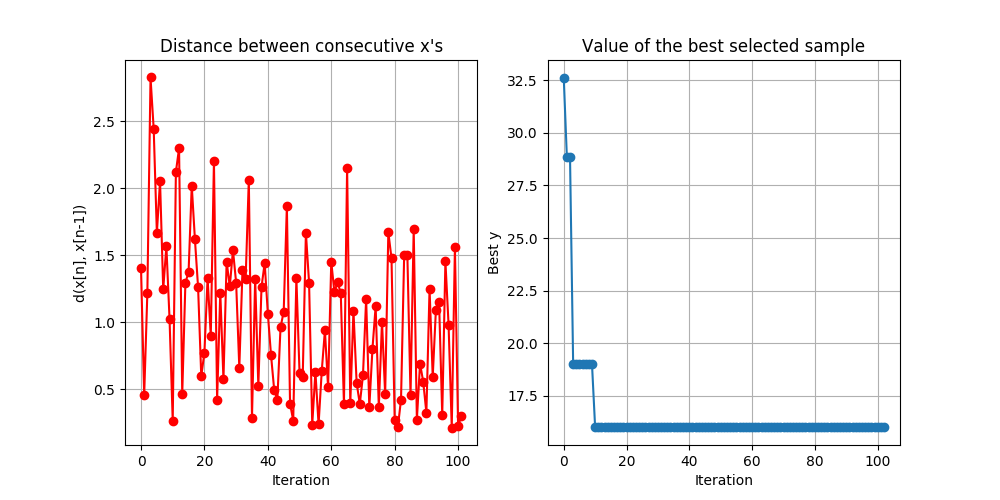 Distance between consecutive x's
d(x[n], x[n-1])
2.5
2.0
1.5
1.0
0.5
0 20 40 60 80 100
Iteration
Value of the best selected sample
Best y
32.5
30.0
27.5
25.0
22.5
20.0
17.5
0 20 40 60 80 100
Iteration